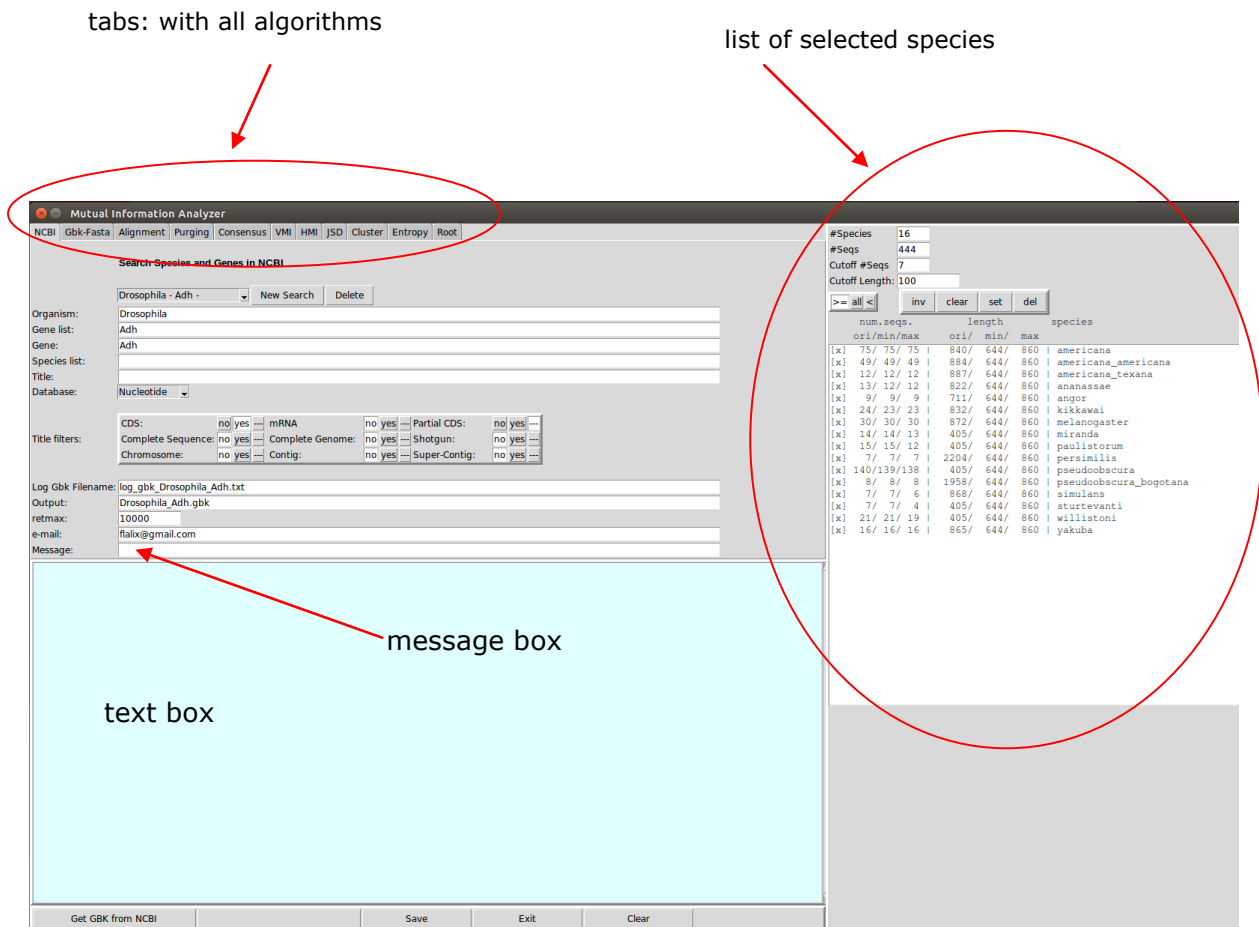 tabs: with all algorithms
list of selected species
Mutual Information Analyzer
NCBI Gbk-Fasta Alignment Purging Consensus VMI HMI JSD Cluster Entropy Root
Search Species and Genes in NCBI
Drosophila - Adh - New Search Delete
Organism: Drosophila
Gene list: Adh
Gene: Adh
Species list:
Title:
Database: Nucleotide
Title filters:
CDS: no yes --- mRNA no yes --- Partial CDS: no yes ---
Complete Sequence: no yes --- Complete Genome: no yes --- Shotgun: no yes ---
Chromosome: no yes --- Contig: no yes --- Super-Contig: no yes ---
Log Gbk Filename: log_gbk_Drosophila_Adh.txt
Output: Drosophila_Adh.gbk
retmax: 10000
e-mail: flalix@gmail.com
Message:
message box
text box
Get GBK from NCBI Save Exit Clear
#Species 16
#Seqs 444
Cutoff #Seqs 7
Cutoff Length: 100
>= all < inv clear set del
num.seqs. length species
ori/min/max ori/ min/ max
[x] 75/ 75/ 75 | 840/ 644/ 860 | americana
[x] 49/ 49/ 49 | 884/ 644/ 860 | americana_americana
[x] 12/ 12/ 12 | 887/ 644/ 860 | americana_texana
[x] 13/ 12/ 12 | 822/ 644/ 860 | ananassae
[x] 9/ 9/ 9 | 711/ 644/ 860 | angor
[x] 24/ 23/ 23 | 832/ 644/ 860 | kikkawai
[x] 30/ 30/ 30 | 872/ 644/ 860 | melanogaster
[x] 14/ 14/ 13 | 405/ 644/ 860 | miranda
[x] 15/ 15/ 12 | 405/ 644/ 860 | paulistorum
[x] 7/ 7/ 7 | 2204/ 644/ 860 | persimilis
[x] 140/139/138 | 405/ 644/ 860 | pseudoobscura
[x] 8/ 8/ 8 | 1958/ 644/ 860 | pseudoobscura_bogotana
[x] 7/ 7/ 6 | 868/ 644/ 860 | simulans
[x] 7/ 7/ 4 | 405/ 644/ 860 | sturtevanti
[x] 21/ 21/ 19 | 405/ 644/ 860 | willistoni
[x] 16/ 16/ 16 | 865/ 644/ 860 | yakuba